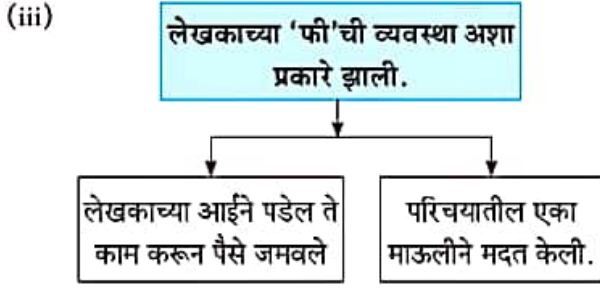 (iii)
लेखकाच्या ‘फी’ची व्यवस्था अशा
प्रकारे झाली.
लेखकाच्या आईने पडेल ते
काम करून पैसे जमवले
परिचयातील एका
माऊलीने मदत केली.